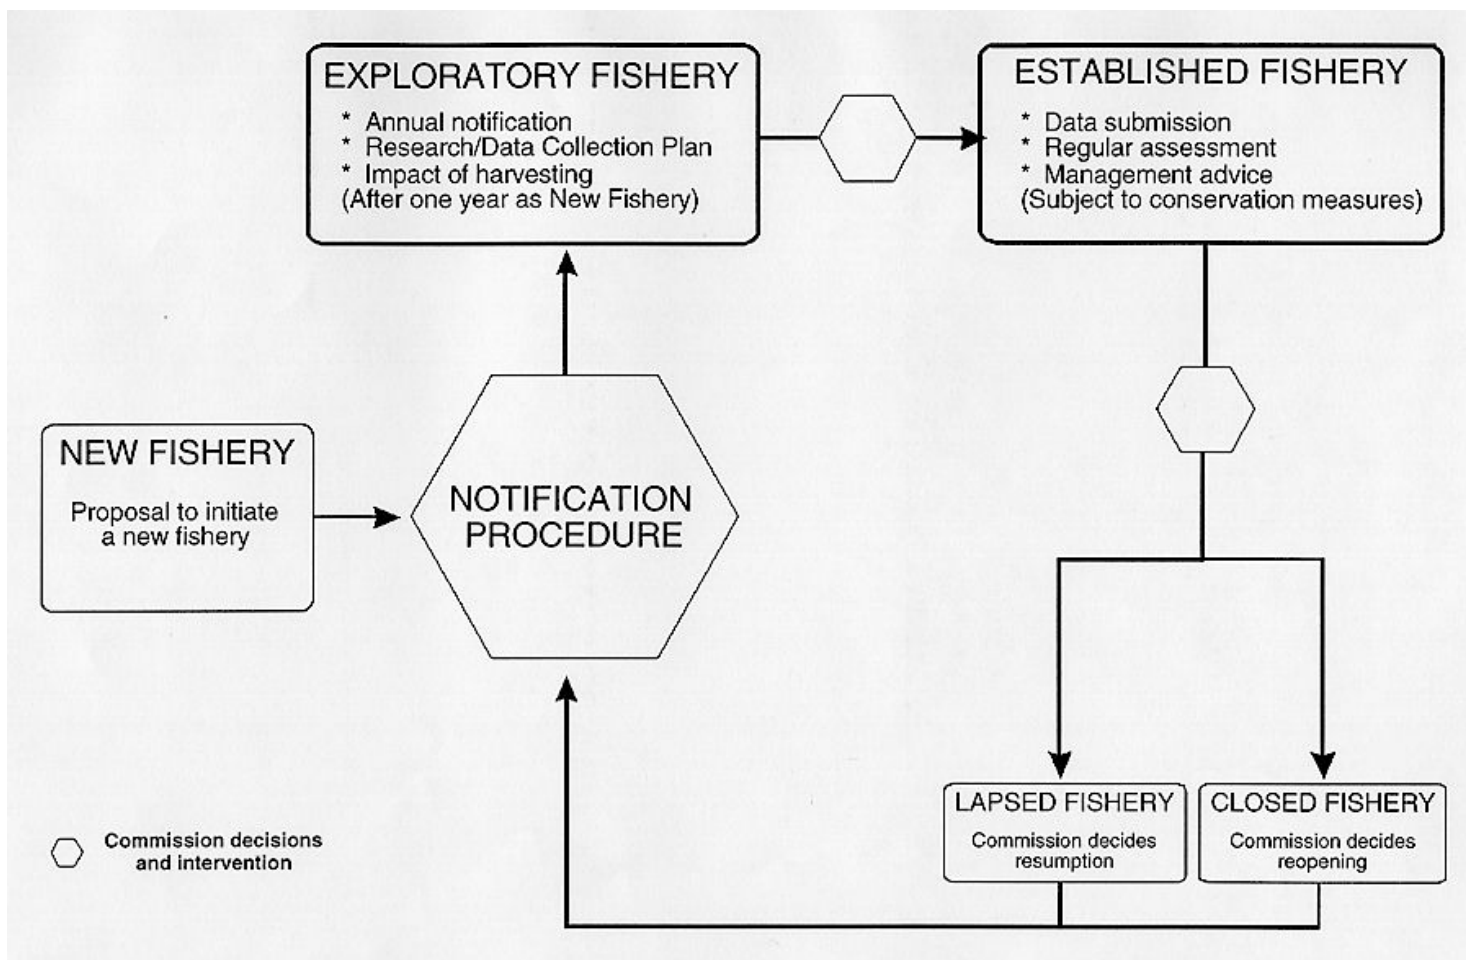 EXPLORATORY FISHERY
* Annual notification
* Research/Data Collection Plan
* Impact of harvesting
(After one year as New Fishery)
ESTABLISHED FISHERY
* Data submission
* Regular assessment
* Management advice
(Subject to conservation measures)
NEW FISHERY
Proposal to initiate
a new fishery
NOTIFICATION
PROCEDURE
LAPSED FISHERY
Commission decides
resumption
CLOSED FISHERY
Commission decides
reopening
Commission decisions
and intervention